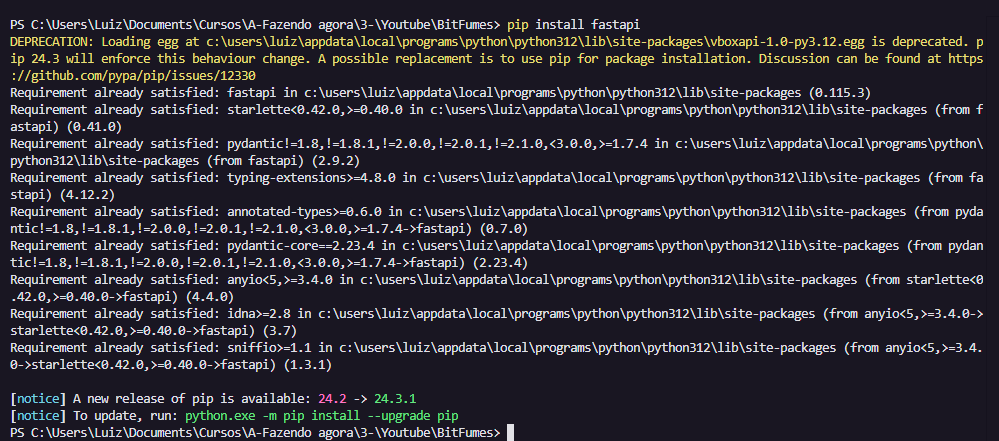 PS C:\Users\Luiz\Documents\Cursos\A-Fazendo agora\3-\Youtube\BitFumes> pip install fastapi
DEPRECATION: Loading egg at c:\users\luiz\appdata\local\programs\python\python312\lib\site-packages\vboxapi-1.0-py3.12.egg is deprecated. p
ip 24.3 will enforce this behaviour change. A possible replacement is to use pip for package installation. Discussion can be found at https
://github.com/pypa/pip/issues/12330
Requirement already satisfied: fastapi in c:\users\luiz\appdata\local\programs\python\python312\lib\site-packages (0.115.3)
Requirement already satisfied: starlette<0.42.0,>=0.40.0 in c:\users\luiz\appdata\local\programs\python\python312\lib\site-packages (from f
astapi) (0.41.0)
Requirement already satisfied: pydantic!=1.8,!=1.8.1,!=2.0.0,!=2.0.1,!=2.1.0,<3.0.0,>=1.7.4 in c:\users\luiz\appdata\local\programs\python\
python312\lib\site-packages (from fastapi) (2.9.2)
Requirement already satisfied: typing-extensions>=4.8.0 in c:\users\luiz\appdata\local\programs\python\python312\lib\site-packages (from fa
stapi) (4.12.2)
Requirement already satisfied: annotated-types>=0.6.0 in c:\users\luiz\appdata\local\programs\python\python312\lib\site-packages (from pyda
ntic!=1.8,!=1.8.1,!=2.0.0,!=2.0.1,!=2.1.0,<3.0.0,>=1.7.4->fastapi) (0.7.0)
Requirement already satisfied: pydantic-core==2.23.4 in c:\users\luiz\appdata\local\programs\python\python312\lib\site-packages (from pydan
tic!=1.8,!=1.8.1,!=2.0.0,!=2.0.1,!=2.1.0,<3.0.0,>=1.7.4->fastapi) (2.23.4)
Requirement already satisfied: anyio<5,>=3.4.0 in c:\users\luiz\appdata\local\programs\python\python312\lib\site-packages (from starlette<0
.42.0,>=0.40.0->fastapi) (4.4.0)
Requirement already satisfied: idna>=2.8 in c:\users\luiz\appdata\local\programs\python\python312\lib\site-packages (from anyio<5,>=3.4.0->
starlette<0.42.0,>=0.40.0->fastapi) (3.7)
Requirement already satisfied: sniffio>=1.1 in c:\users\luiz\appdata\local\programs\python\python312\lib\site-packages (from anyio<5,>=3.4.
0->starlette<0.42.0,>=0.40.0->fastapi) (1.3.1)
[notice] A new release of pip is available: 24.2 -> 24.3.1
[notice] To update, run: python.exe -m pip install --upgrade pip
PS C:\Users\Luiz\Documents\Cursos\A-Fazendo agora\3-\Youtube\BitFumes>